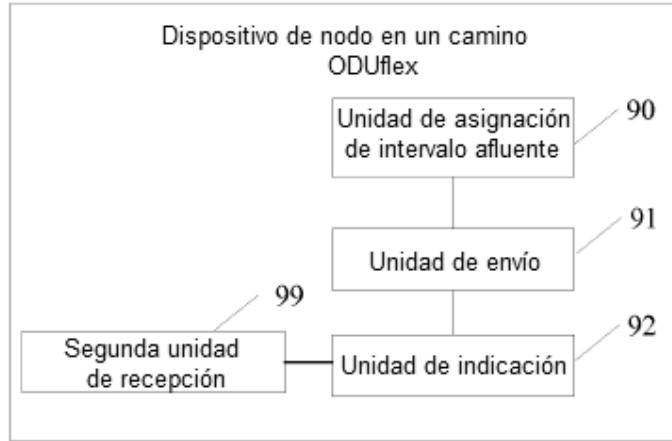 Dispositivo de nodo en un camino
ODUflex
Unidad de asignación
de intervalo afluente
90
Unidad de envío
91
Segunda unidad
de recepción
99
Unidad de indicación
92